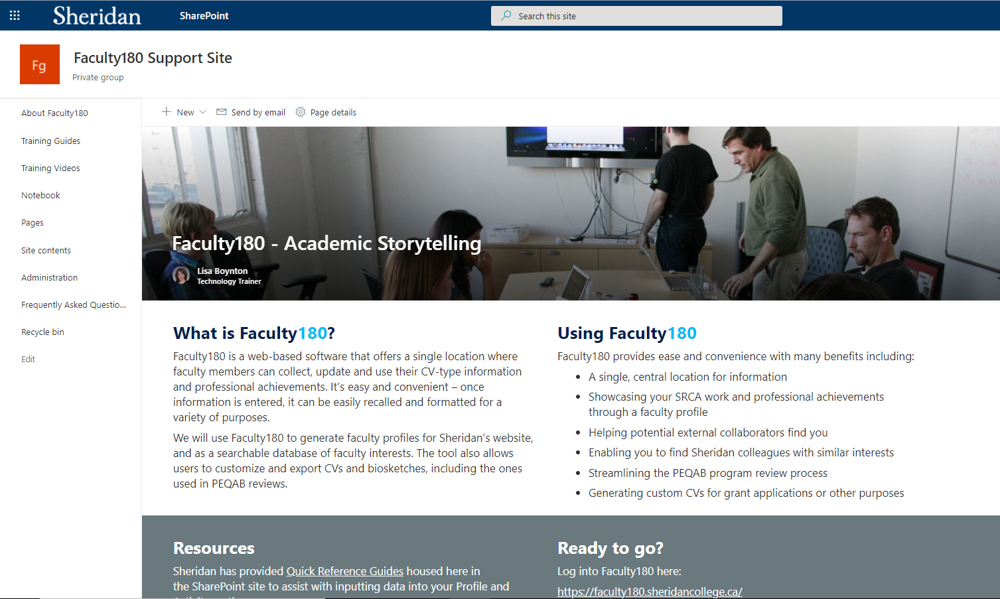 Sheridan
SharePoint
Search this site
Fg
Faculty180 Support Site
Private group
About Faculty180
Training Guides
Training Videos
Notebook
Pages
Site contents
Administration
Frequently Asked Questio...
Recycle bin
Edit
New
Send by email
Page details
Faculty180 - Academic Storytelling
Lisa Boynton
Technology Trainer
What is Faculty180?
Faculty180 is a web-based software that offers a single location where
faculty members can collect, update and use their CV-type information
and professional achievements. It’s easy and convenient – once
information is entered, it can be easily recalled and formatted for a
variety of purposes.
We will use Faculty180 to generate faculty profiles for Sheridan’s website,
and as a searchable database of faculty interests. The tool also allows
users to customize and export CVs and biosketches, including the ones
used in PEQAB reviews.
Using Faculty180
Faculty180 provides ease and convenience with many benefits including:
• A single, central location for information
• Showcasing your SRCA work and professional achievements
through a faculty profile
• Helping potential external collaborators find you
• Enabling you to find Sheridan colleagues with similar interests
• Streamlining the PEQAB program review process
• Generating custom CVs for grant applications or other purposes
Resources
Sheridan has provided Quick Reference Guides housed here in
the SharePoint site to assist with inputting data into your Profile and
Ready to go?
Log into Faculty180 here:
https://faculty180.sheridancollege.ca/